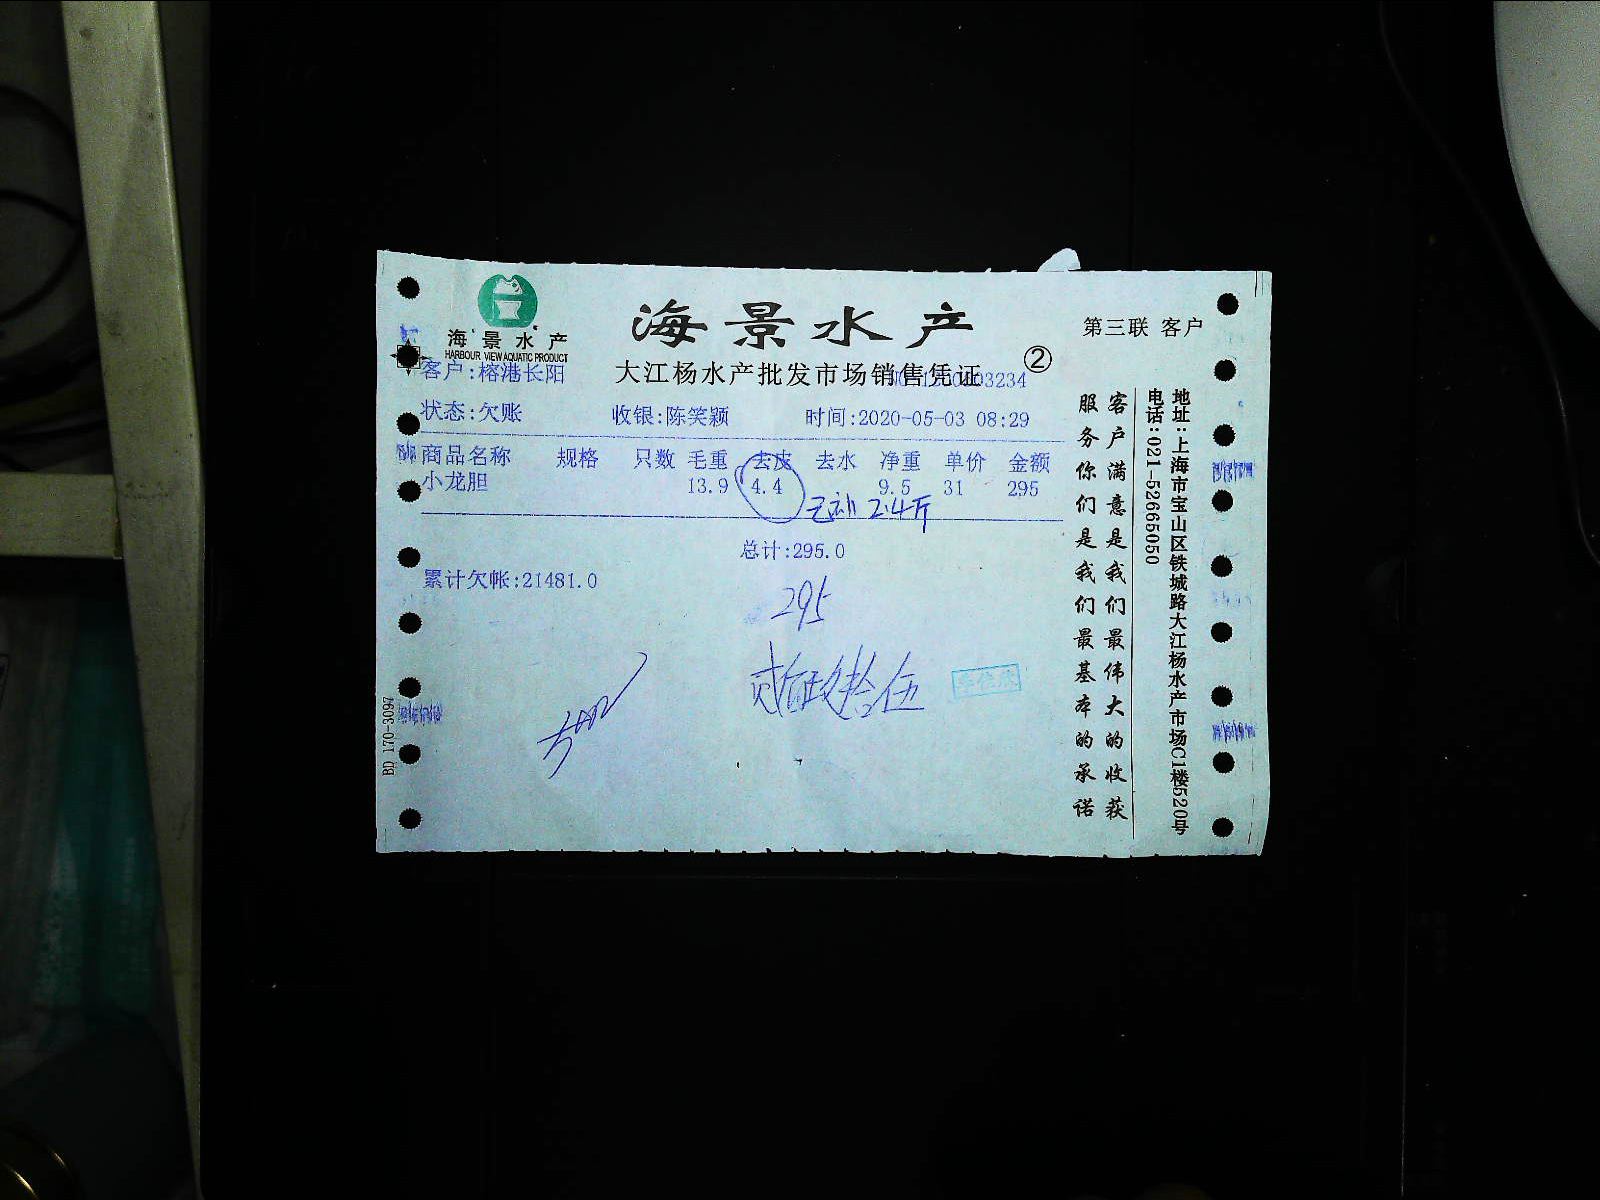 海景水产
HARBOUR VIEW AQUATIC PRODUCT
海景水产
第三联 客户
大江杨水产批发市场销售凭证
②
客户:榕港长阳
状态:欠账 收银:陈笑颖 时间:2020-05-03 08:29
商品名称 规格 只数 毛重 去皮 去水 净重 单价 金额
小龙胆 13.9 4.4 9.5 31 295
2.4斤
总计:295.0
累计欠帐:21481.0
295
贰佰玖拾伍
BD 170-3097
客户满意是我们最伟大的收获
服务你们是我们最基本的承诺
地址:上海市宝山区铁城路大江杨水产市场C1楼520号
电话:021-52665050